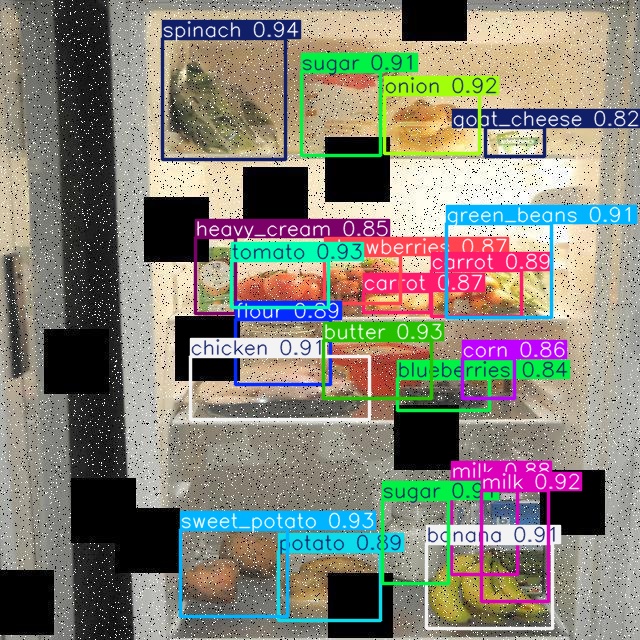 spinach 0.94
sugar 0.91
onion 0.92
goat_cheese 0.82
green_beans 0.91
heavy_cream 0.85
wberries 0.87
tomato 0.93
carrot 0.89
carrot 0.87
flour 0.89
butter 0.93
chicken 0.91
corn 0.86
blueberries 0.84
milk 0.88
milk 0.92
sugar 0.91
sweet_potato 0.93
banana 0.91
potato 0.89